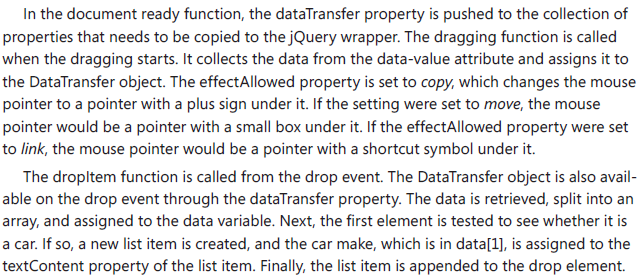 In the document ready function, the dataTransfer property is pushed to the collection of
properties that needs to be copied to the jQuery wrapper. The dragging function is called
when the dragging starts. It collects the data from the data-value attribute and assigns it to
the DataTransfer object. The effectAllowed property is set to copy, which changes the mouse
pointer to a pointer with a plus sign under it. If the setting were set to move, the mouse
pointer would be a pointer with a small box under it. If the effectAllowed property were set
to link, the mouse pointer would be a pointer with a shortcut symbol under it.
The dropItem function is called from the drop event. The DataTransfer object is also avail-
able on the drop event through the dataTransfer property. The data is retrieved, split into an
array, and assigned to the data variable. Next, the first element is tested to see whether it is
a car. If so, a new list item is created, and the car make, which is in data[1], is assigned to the
textContent property of the list item. Finally, the list item is appended to the drop element.